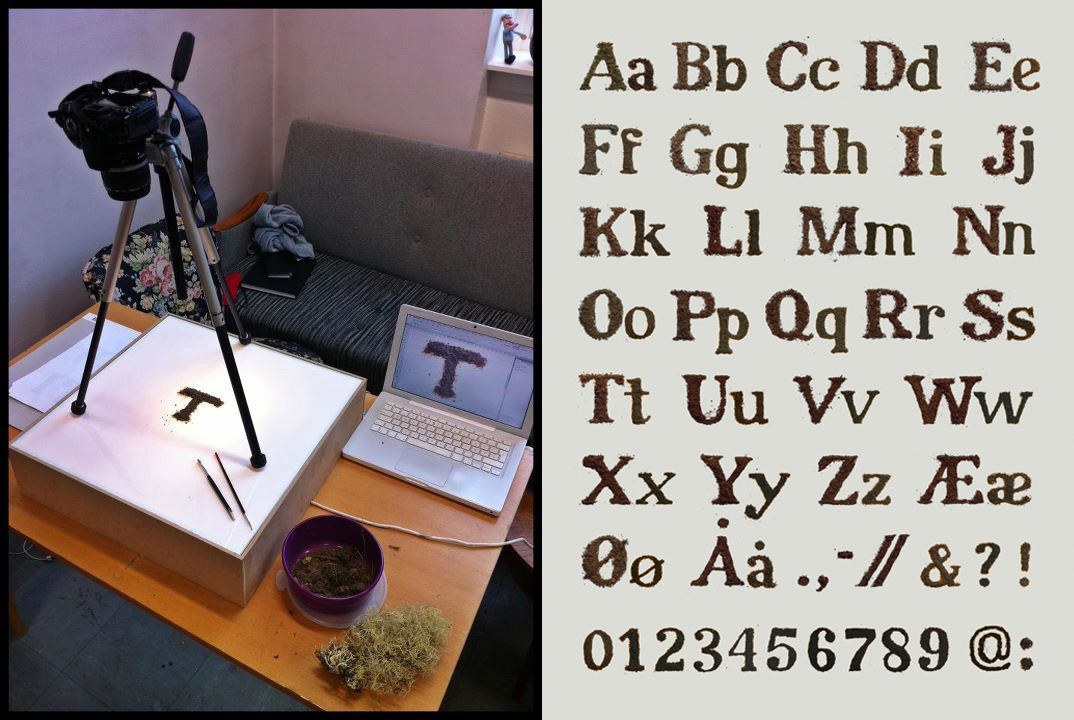 T
T
Aa Bb Cc Dd Ee
Ff Gg Hh Ii Jj
Kk Ll Mm Nn
Oo Pp Qq Rr Ss
Tt Uu Vv Ww
Xx Yy Zz Ææ
Øø Åå .,-// & ? !
0123456789 @: